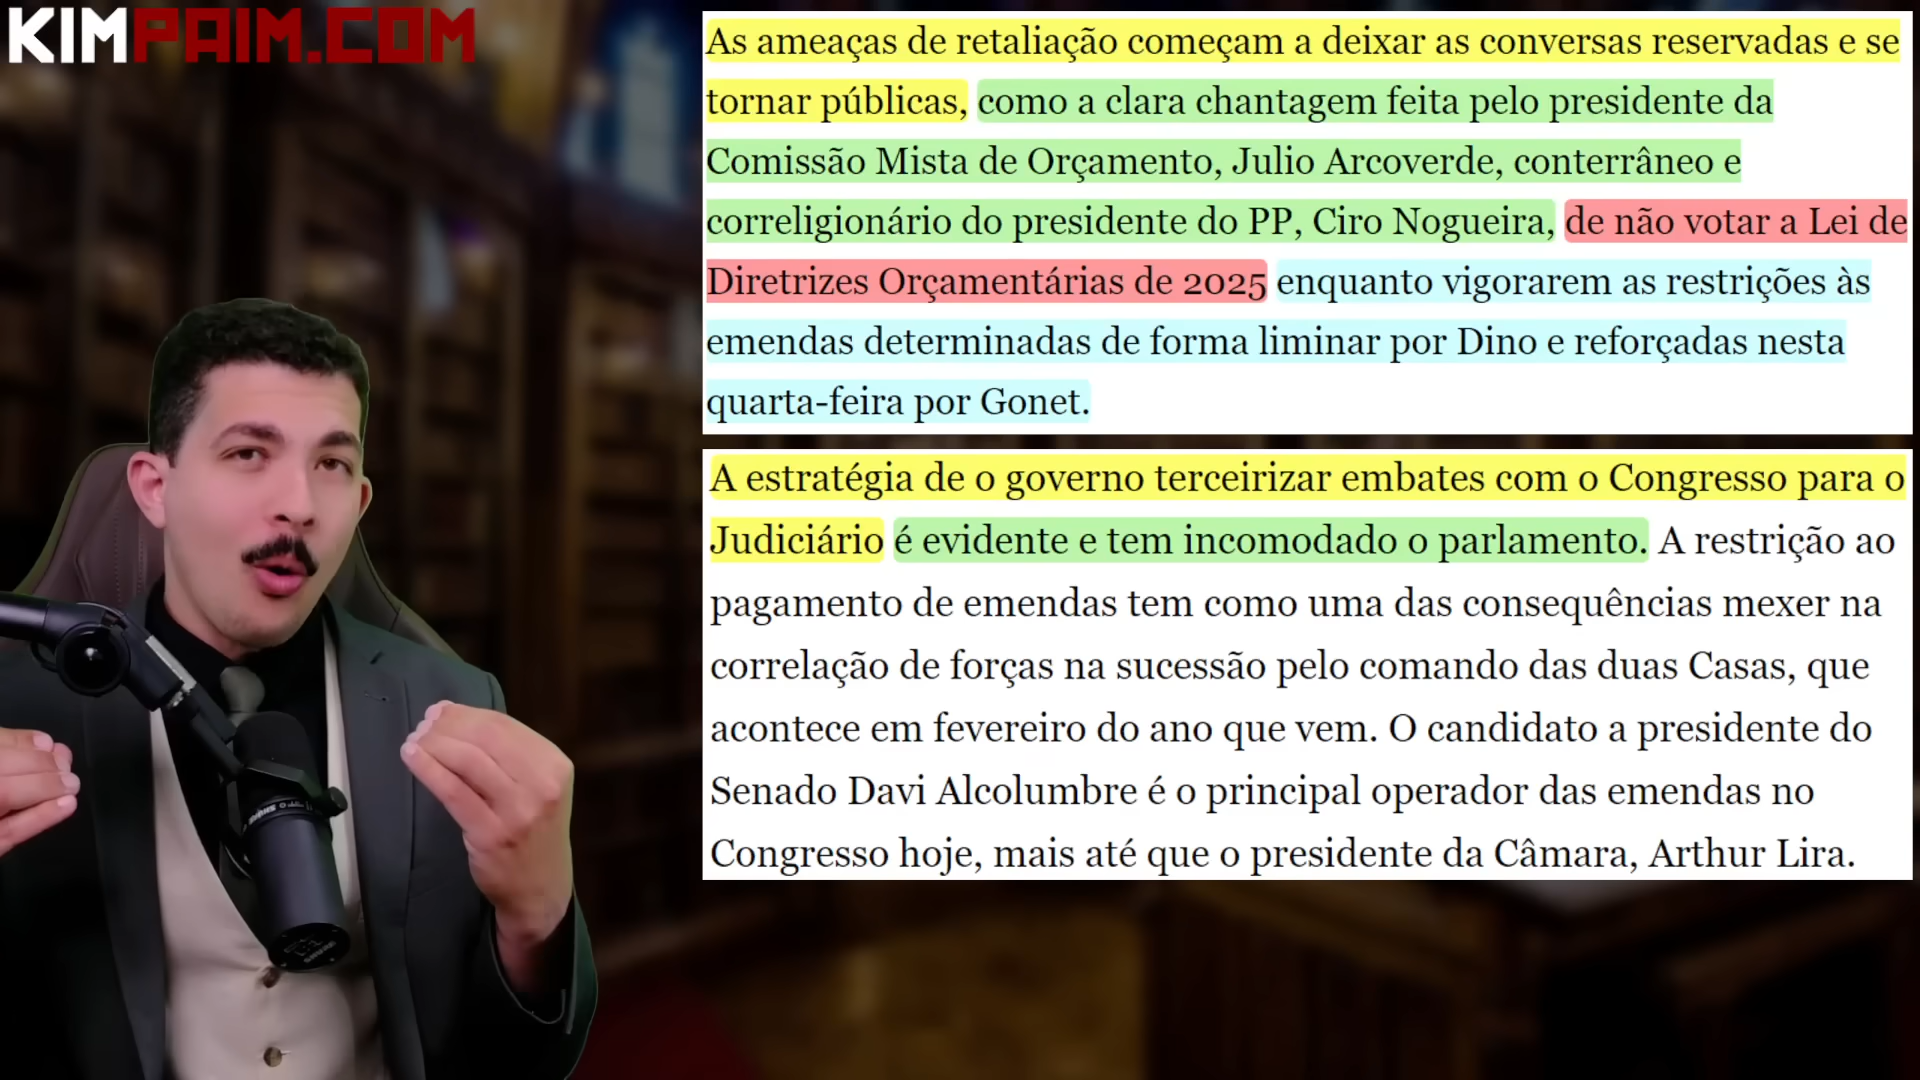 KIMPAIM.COM
As ameaças de retaliação começam a deixar as conversas reservadas e se
tornar públicas, como a clara chantagem feita pelo presidente da
Comissão Mista de Orçamento, Julio Arcoverde, conterrâneo e
correligionário do presidente do PP, Ciro Nogueira, de não votar a Lei de
Diretrizes Orçamentárias de 2025 enquanto vigorarem as restrições às
emendas determinadas de forma liminar por Dino e reforçadas nesta
quarta-feira por Gonet.
A estratégia de o governo terceirizar embates com o Congresso para o
Judiciário é evidente e tem incomodado o parlamento. A restrição ao
pagamento de emendas tem como uma das consequências mexer na
correlação de forças na sucessão pelo comando das duas Casas, que
acontece em fevereiro do ano que vem. O candidato a presidente do
Senado Davi Alcolumbre é o principal operador das emendas no
Congresso hoje, mais até que o presidente da Câmara, Arthur Lira.